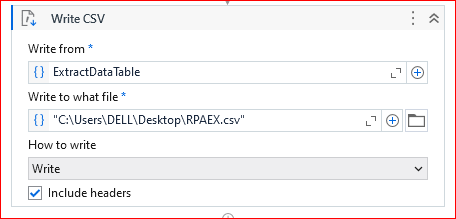 Write CSV
Write from *
ExtractDataTable
Write to what file *
"C:\Users\DELL\Desktop\RPAEX.csv"
How to write
Write
Include headers